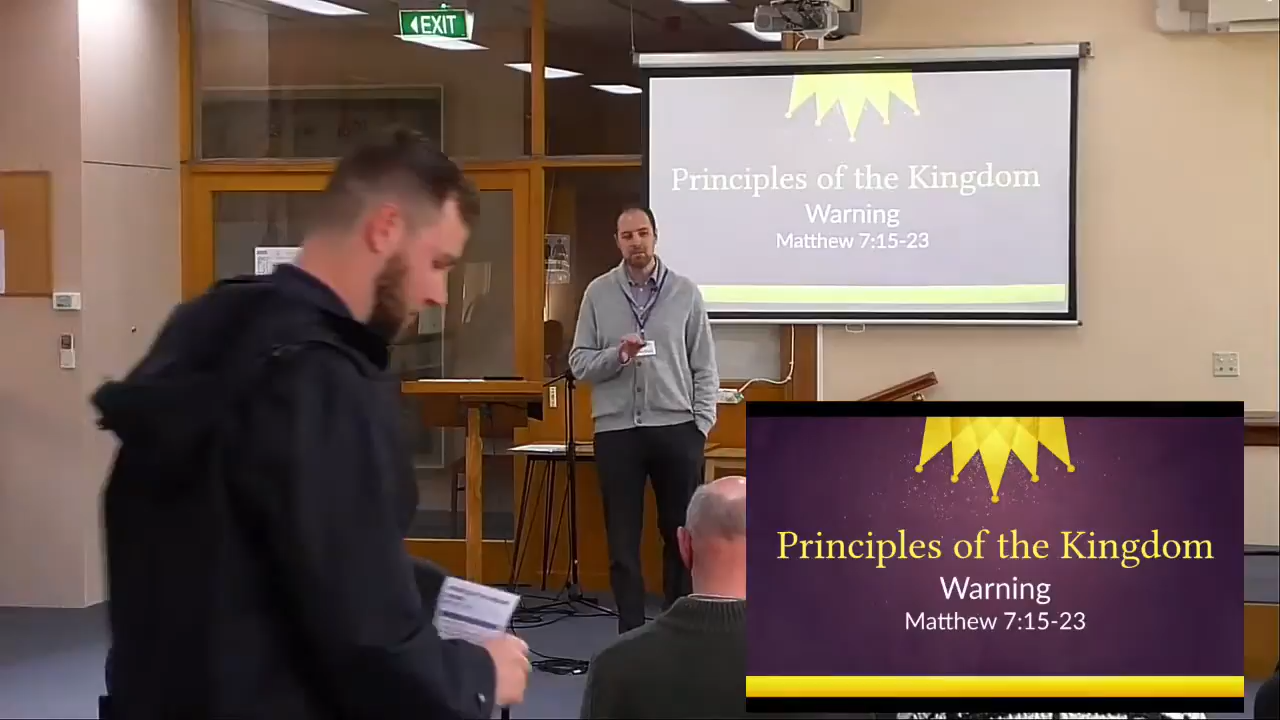 EXIT
Principles of the Kingdom
Warning
Matthew 7:15-23
Principles of the Kingdom
Warning
Matthew 7:15-23